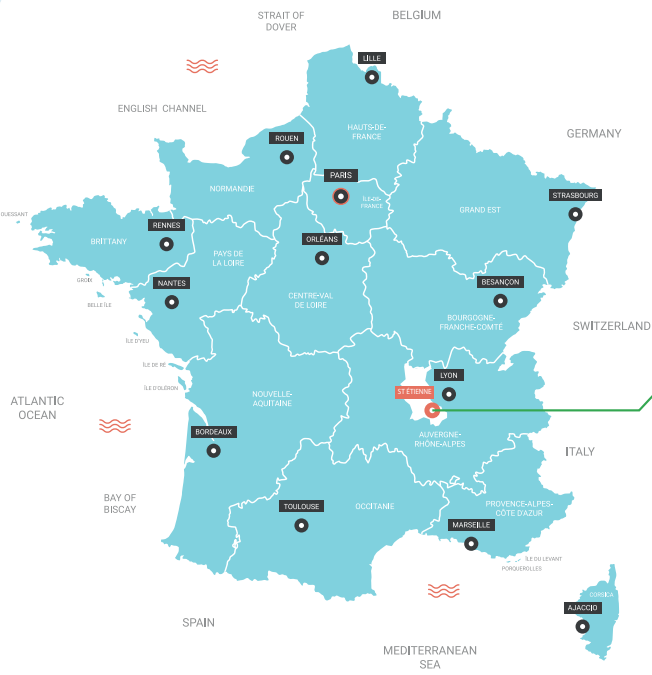 STRAIT OF
DOVER
BELGIUM
LILLE
ENGLISH CHANNEL
HAUTS-DE-
FRANCE
GERMANY
ROUEN
PARIS
NORMANDIE
ÎLE-DE-
FRANCE
STRASBOURG
GRAND EST
OUESSANT
RENNES
BRITTANY
ORLÉANS
PAYS DE
LA LOIRE
GROIX
NANTES
BESANÇON
CENTRE-VAL
DE LOIRE
BELLE ÎLE
BOURGOGNE-
FRANCHE-COMTÉ
SWITZERLAND
ÎLE D'YEU
ÎLE DE RÉ
LYON
ÎLE D'OLÉRON
ST ÉTIENNE
NOUVELLE-
AQUITAINE
ATLANTIC
OCEAN
BORDEAUX
AUVERGNE-
RHÔNE-ALPES
ITALY
BAY OF
BISCAY
TOULOUSE
OCCITANIE
PROVENCE-ALPES-
CÔTE D'AZUR
MARSEILLE
ÎLE DU LEVANT
PORQUEROLLES
CORSICA
AJACCIO
SPAIN
MEDITERRANEAN
SEA